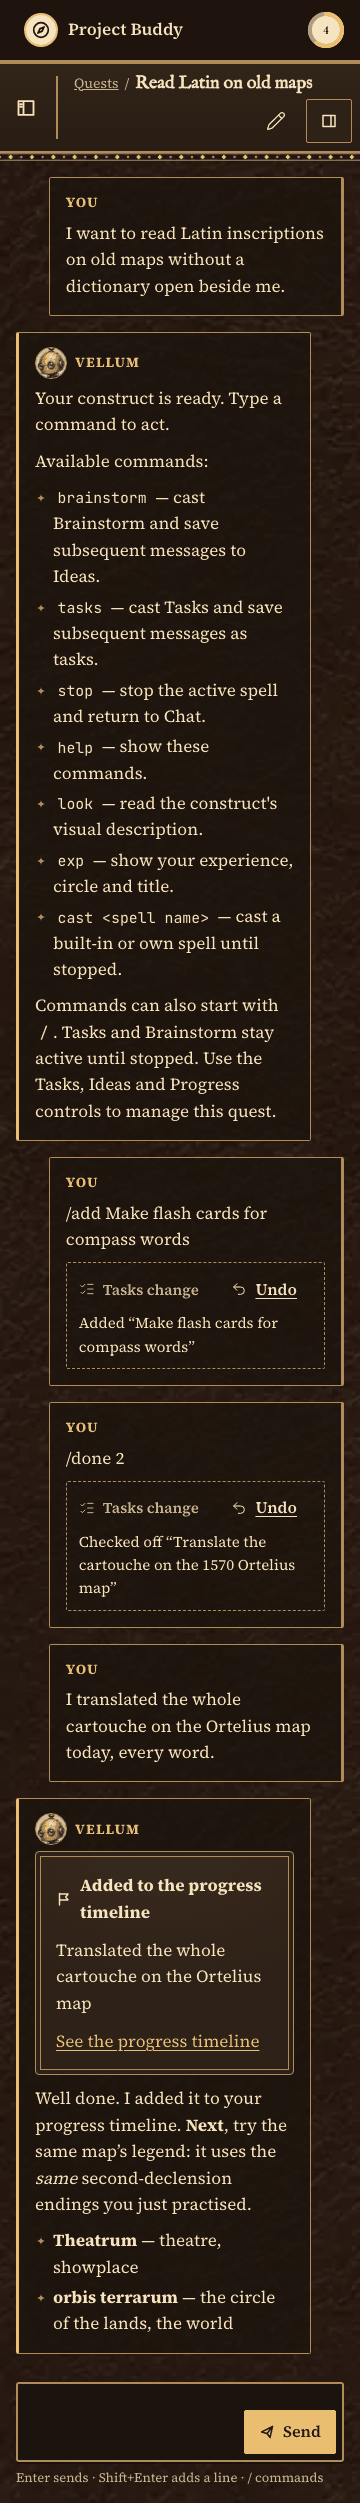 Project Buddy
4
Quests / Read Latin on old maps
YOU
I want to read Latin inscriptions
on old maps without a
dictionary open beside me.
VELLUM
Your construct is ready. Type a
command to act.
Available commands:
brainstorm — cast
Brainstorm and save
subsequent messages to
Ideas.
tasks — cast Tasks and save
subsequent messages as
tasks.
stop — stop the active spell
and return to Chat.
help — show these
commands.
look — read the construct's
visual description.
exp — show your experience,
circle and title.
cast <spell name> — cast a
built-in or own spell until
stopped.
Commands can also start with
/ . Tasks and Brainstorm stay
active until stopped. Use the
Tasks, Ideas and Progress
controls to manage this quest.
YOU
/add Make flash cards for
compass words
Tasks change Undo
Added “Make flash cards for
compass words”
YOU
/done 2
Tasks change Undo
Checked off “Translate the
cartouche on the 1570 Ortelius
map”
YOU
I translated the whole
cartouche on the Ortelius map
today, every word.
VELLUM
Added to the progress
timeline
Translated the whole
cartouche on the Ortelius
map
See the progress timeline
Well done. I added it to your
progress timeline. Next, try the
same map’s legend: it uses the
same second-declension
endings you just practised.
Theatrum — theatre,
showplace
orbis terrarum — the circle
of the lands, the world
Send
Enter sends · Shift+Enter adds a line · / commands